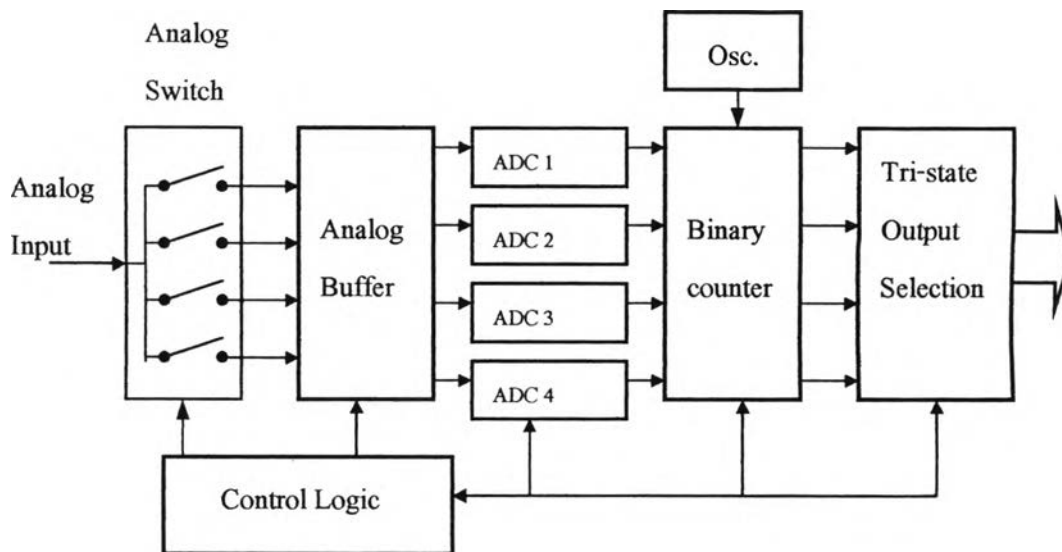 Analog
Switch
Analog
Input
Analog
Buffer
ADC 1
ADC 2
ADC 3
ADC 4
Osc.
Binary
counter
Tri-state
Output
Selection
Control Logic